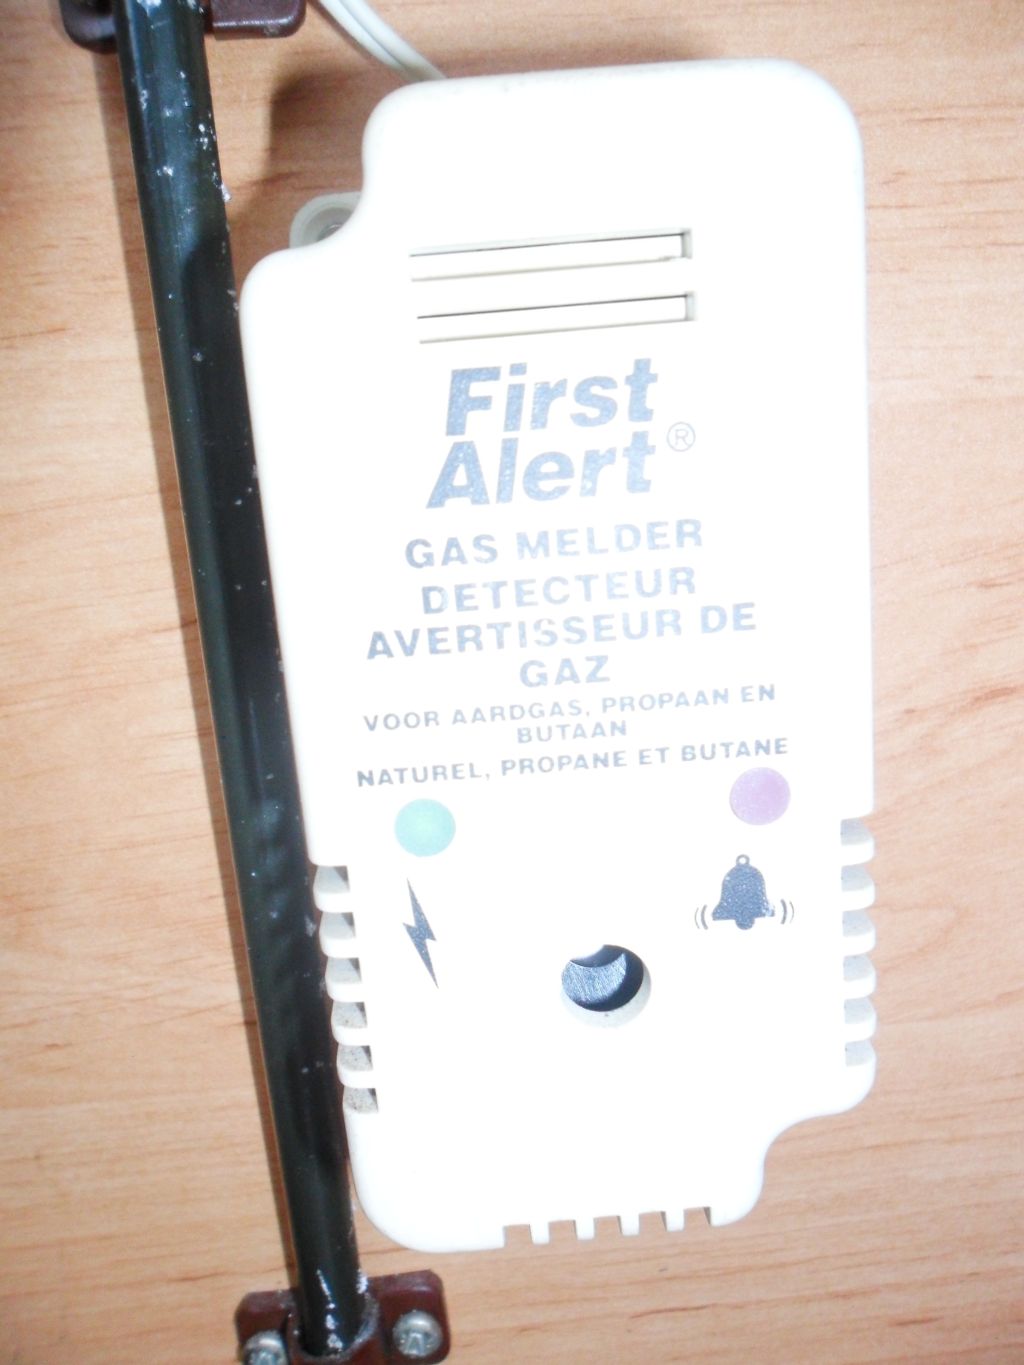 First
Alert®
GAS MELDER
DETECTEUR
AVERTISSEUR DE
GAZ
VOOR AARDGAS, PROPAAN EN
BUTAAN
NATUREL, PROPANE ET BUTANE